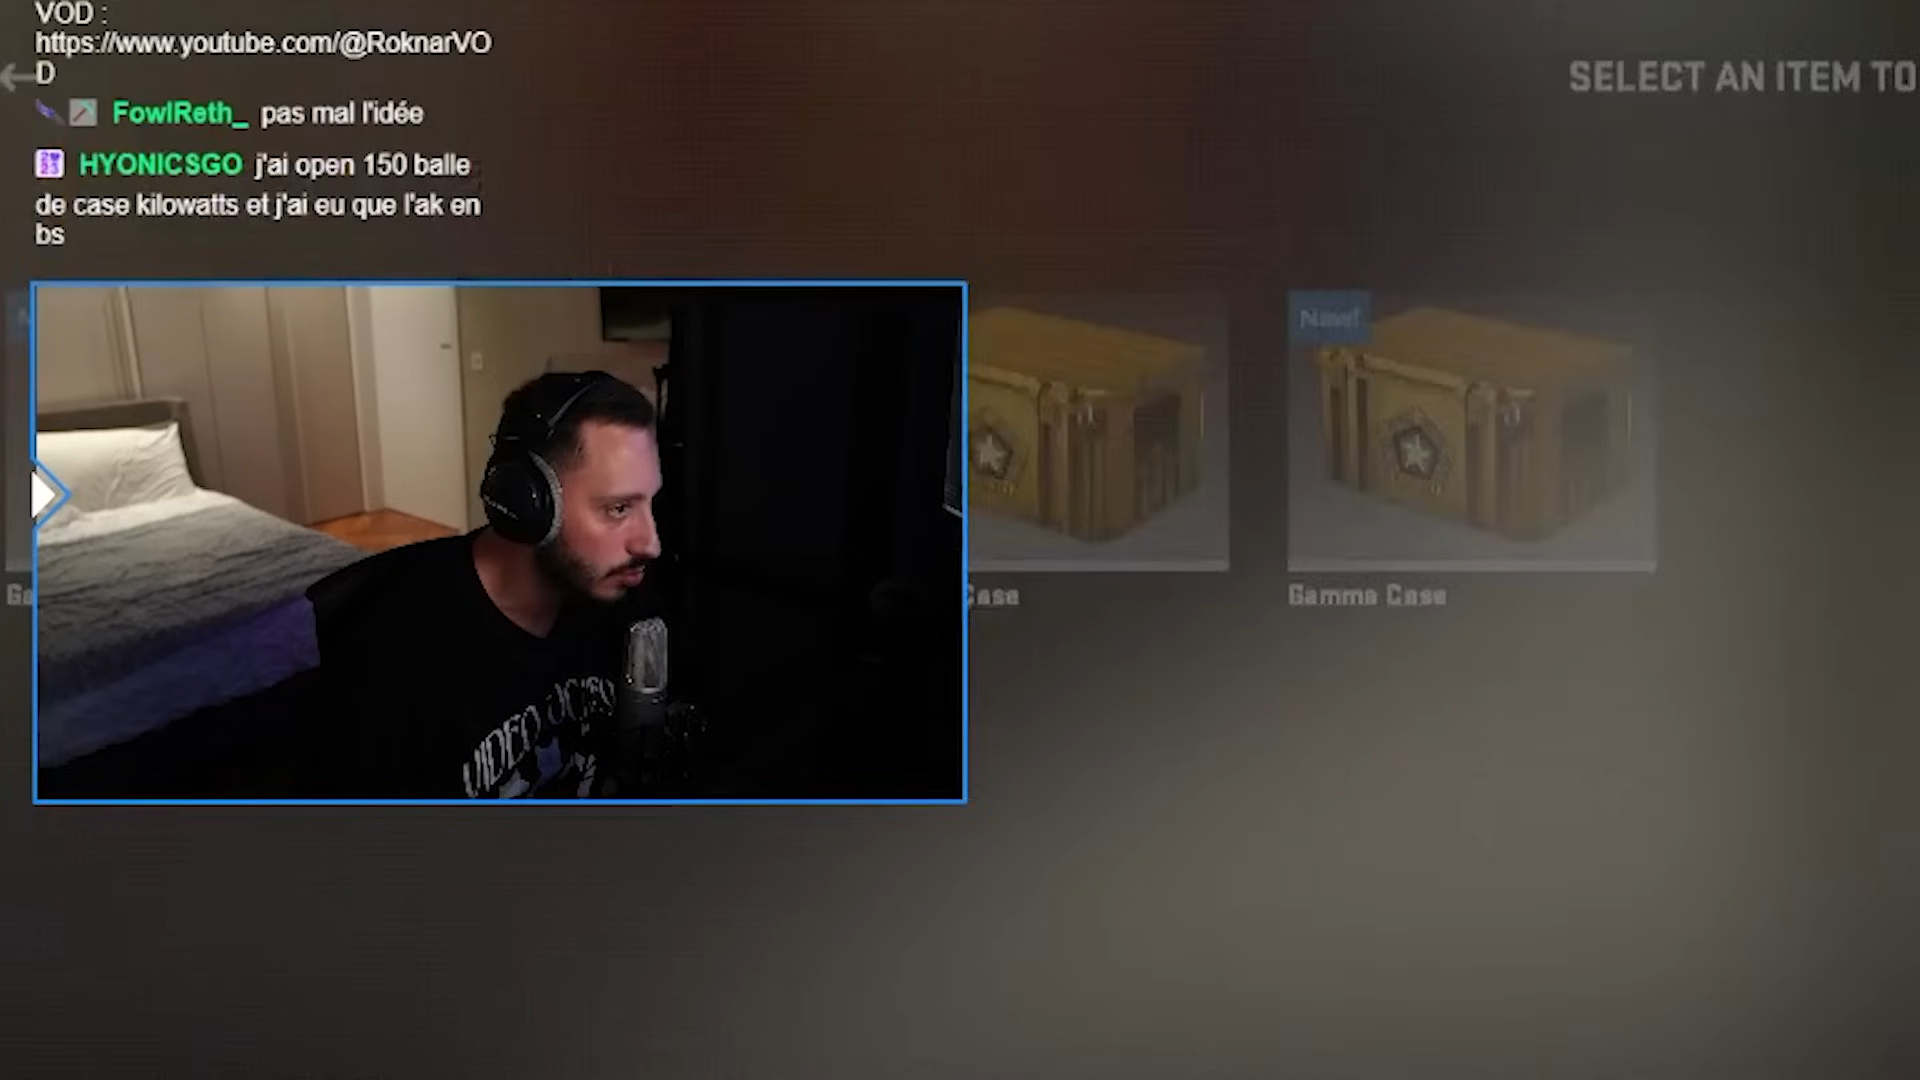 VOD :
https://www.youtube.com/@RoknarVO
D
FowlReth_ pas mal l'idée
HYONICSGO j'ai open 150 balle
de case kilowatts et j'ai eu que l'ak en
bs
SELECT AN ITEM TO
New!
Case
Gamma Case
VIDEO